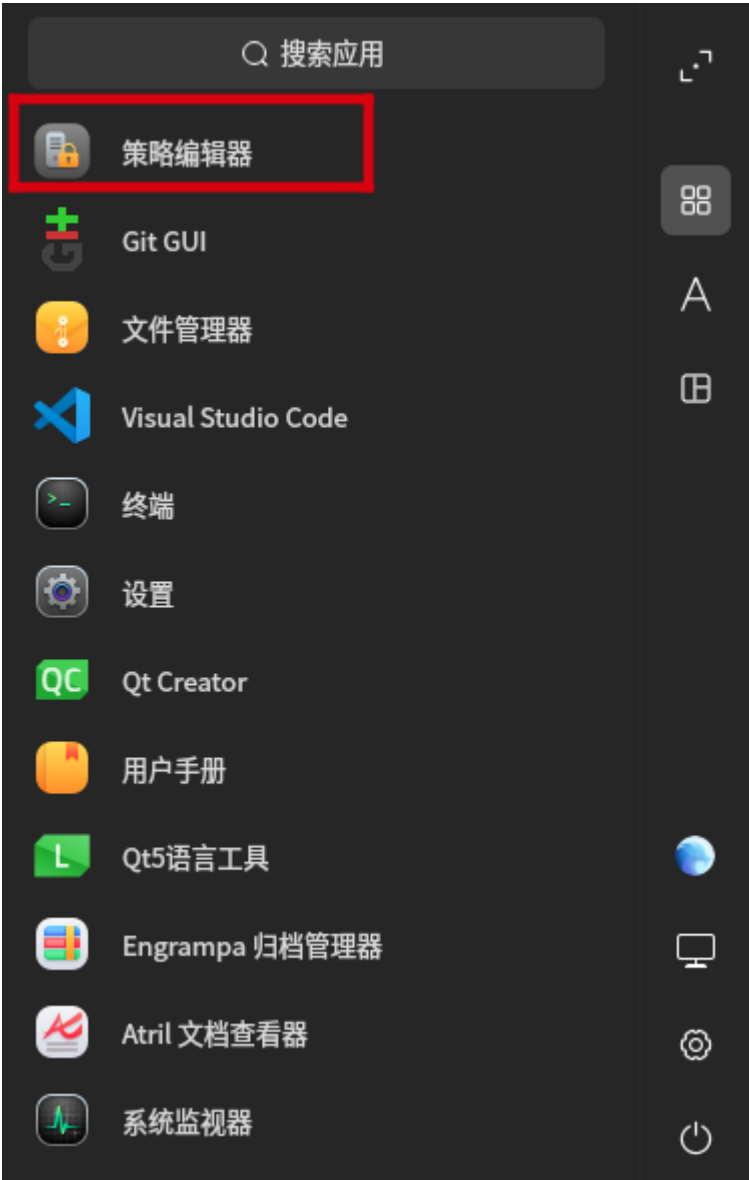 搜索应用
策略编辑器
Git GUI
文件管理器
Visual Studio Code
终端
设置
QC Qt Creator
用户手册
L Qt5语言工具
Engrampa 归档管理器
Atril 文档查看器
系统监视器